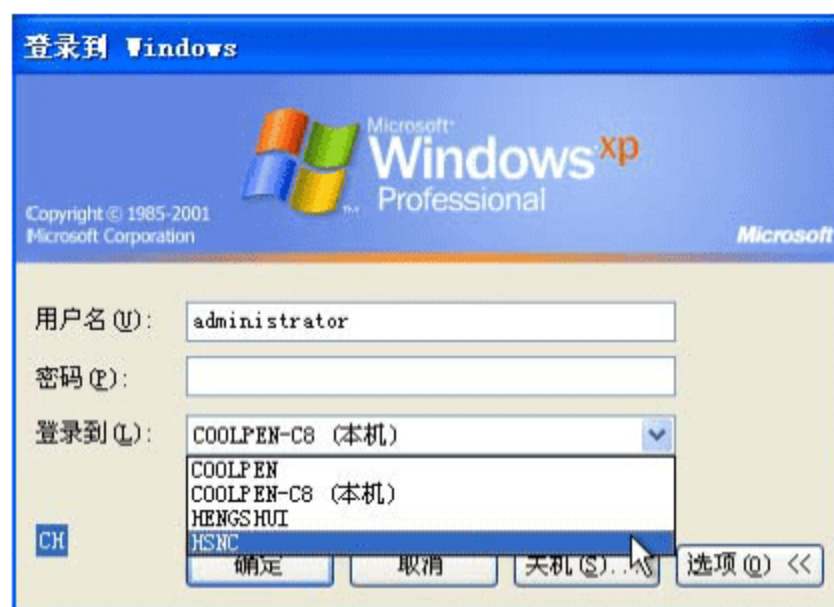 登录到 Windows
Microsoft
Windows xp
Professional
Copyright © 1985-2001
Microsoft Corporation
Microsoft
用户名(U):
administrator
密码(P):
登录到(L):
COOLPEN-C8 (本机)
COOLPEN
COOLPEN-C8 (本机)
HENGSHUI
HSNC
CH
确定
取消
关机(S)...
选项(O) <<